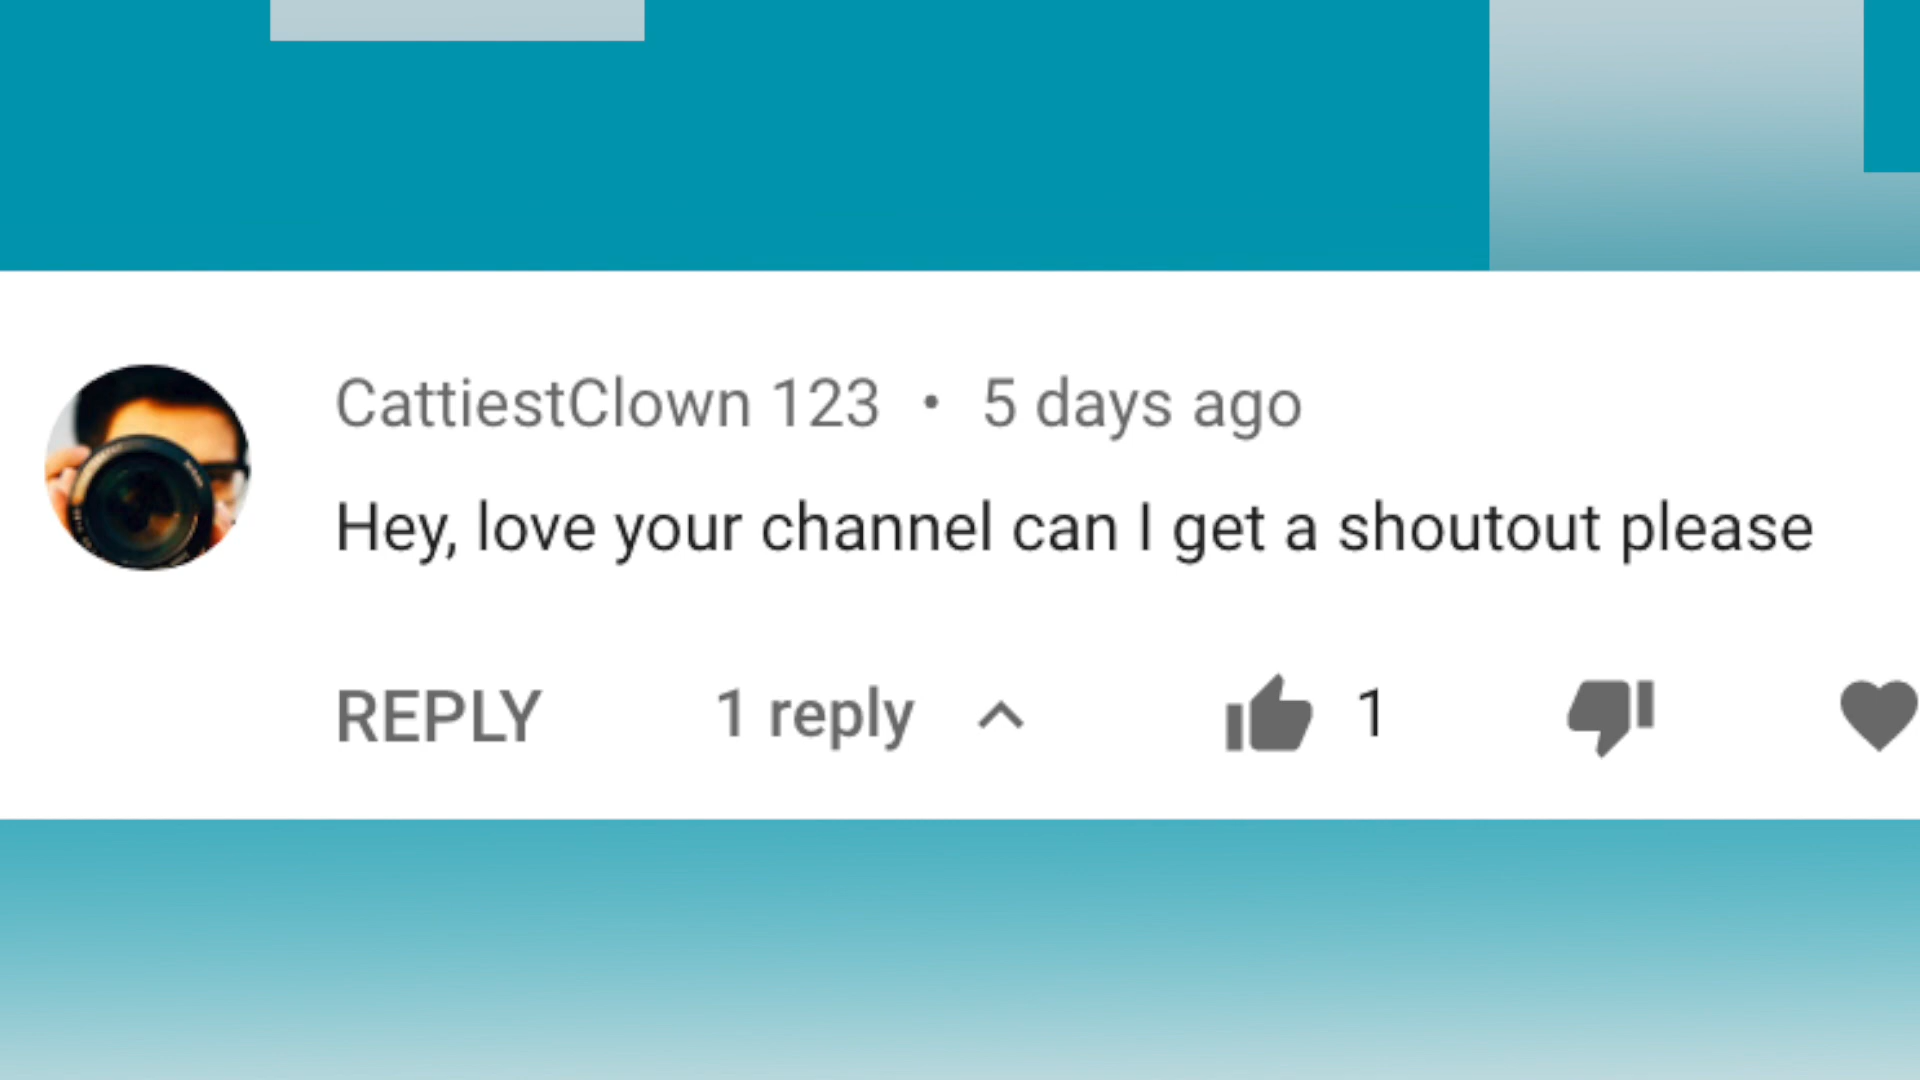 CattiestClown 123 • 5 days ago
Hey, love your channel can I get a shoutout please
REPLY 1 reply 1